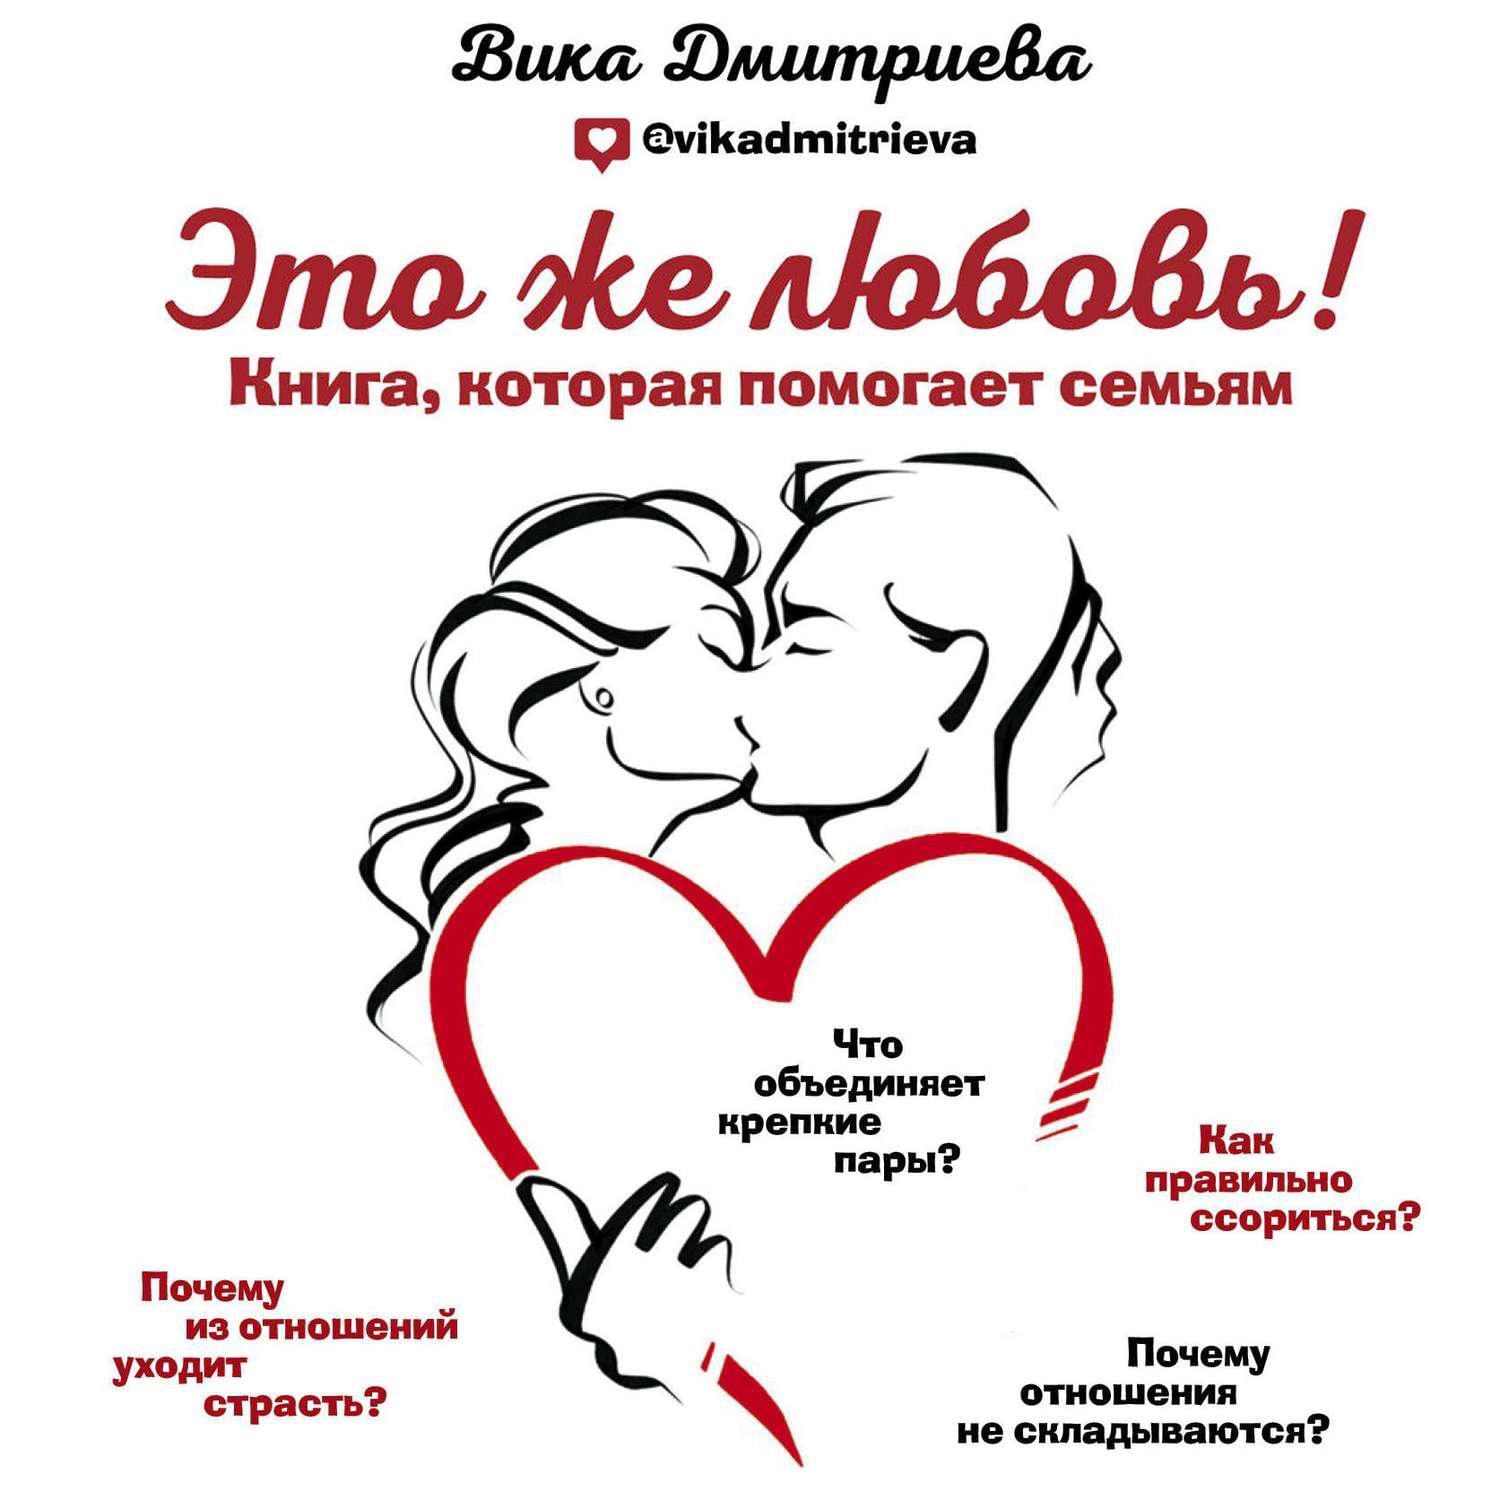 Вика Дмитриева
@vikadmitrieva
Это же любовь!
Книга, которая помогает семьям
Что
объединяет
крепкие
пары?
Как
правильно
ссориться?
Почему
из отношений
уходит
страсть?
Почему
отношения
не складываются?